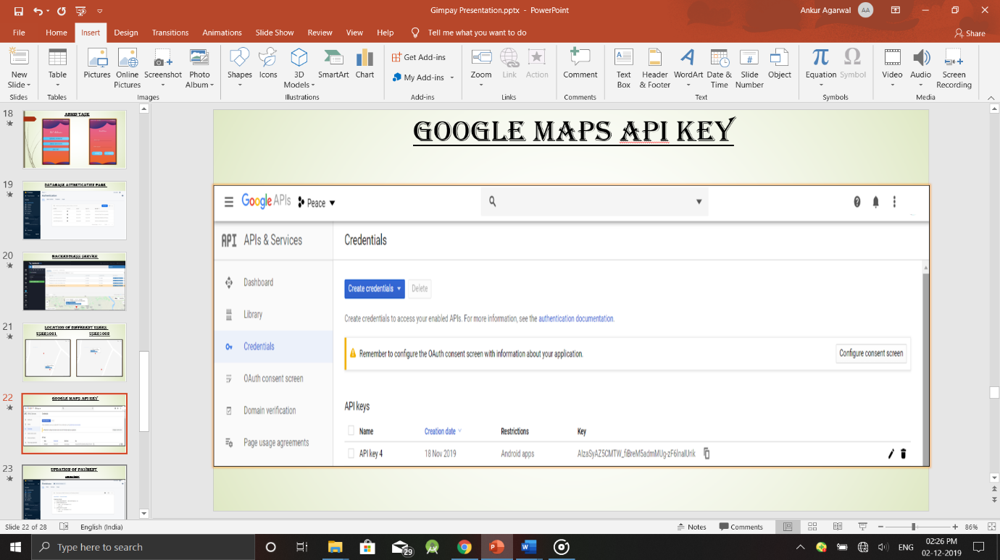 Gimpay Presentation.pptx - PowerPoint
Ankur Agarwal AA
File Home Insert Design Transitions Animations Slide Show Review View Help Tell me what you want to do Share
New Slide Table Pictures Online Pictures Screenshot Photo Album Shapes Icons 3D Models SmartArt Chart Get Add-ins My Add-ins Zoom Link Action Comment Text Box Header & Footer WordArt Date & Time Slide Number Object Equation Symbol Video Audio Screen Recording
Slides Tables Images Illustrations Add-ins Links Comments Text Symbols Media
18
ADMIN TASK
19
20
BACKENDLESS SERVER
21
LOCATION OF DIFFERENT USERS
USER1001 USER1002
22
GOOGLE MAPS API KEY
23
UPDATION OF PAYMENT
GOOGLE MAPS API KEY
Google APIs Peace
API APIs & Services
Credentials
Dashboard
Library
Credentials
OAuth consent screen
Domain verification
Page usage agreements
Create credentials Delete
Create credentials to access your enabled APIs. For more information, see the authentication documentation.
Remember to configure the OAuth consent screen with information about your application.
Configure consent screen
API keys
Name Creation date Restrictions Key
API key 4 18 Nov 2019 Android apps
Slide 22 of 28 English (India) Notes Comments 86%
Type here to search
29
ENG
02:26 PM
02-12-2019